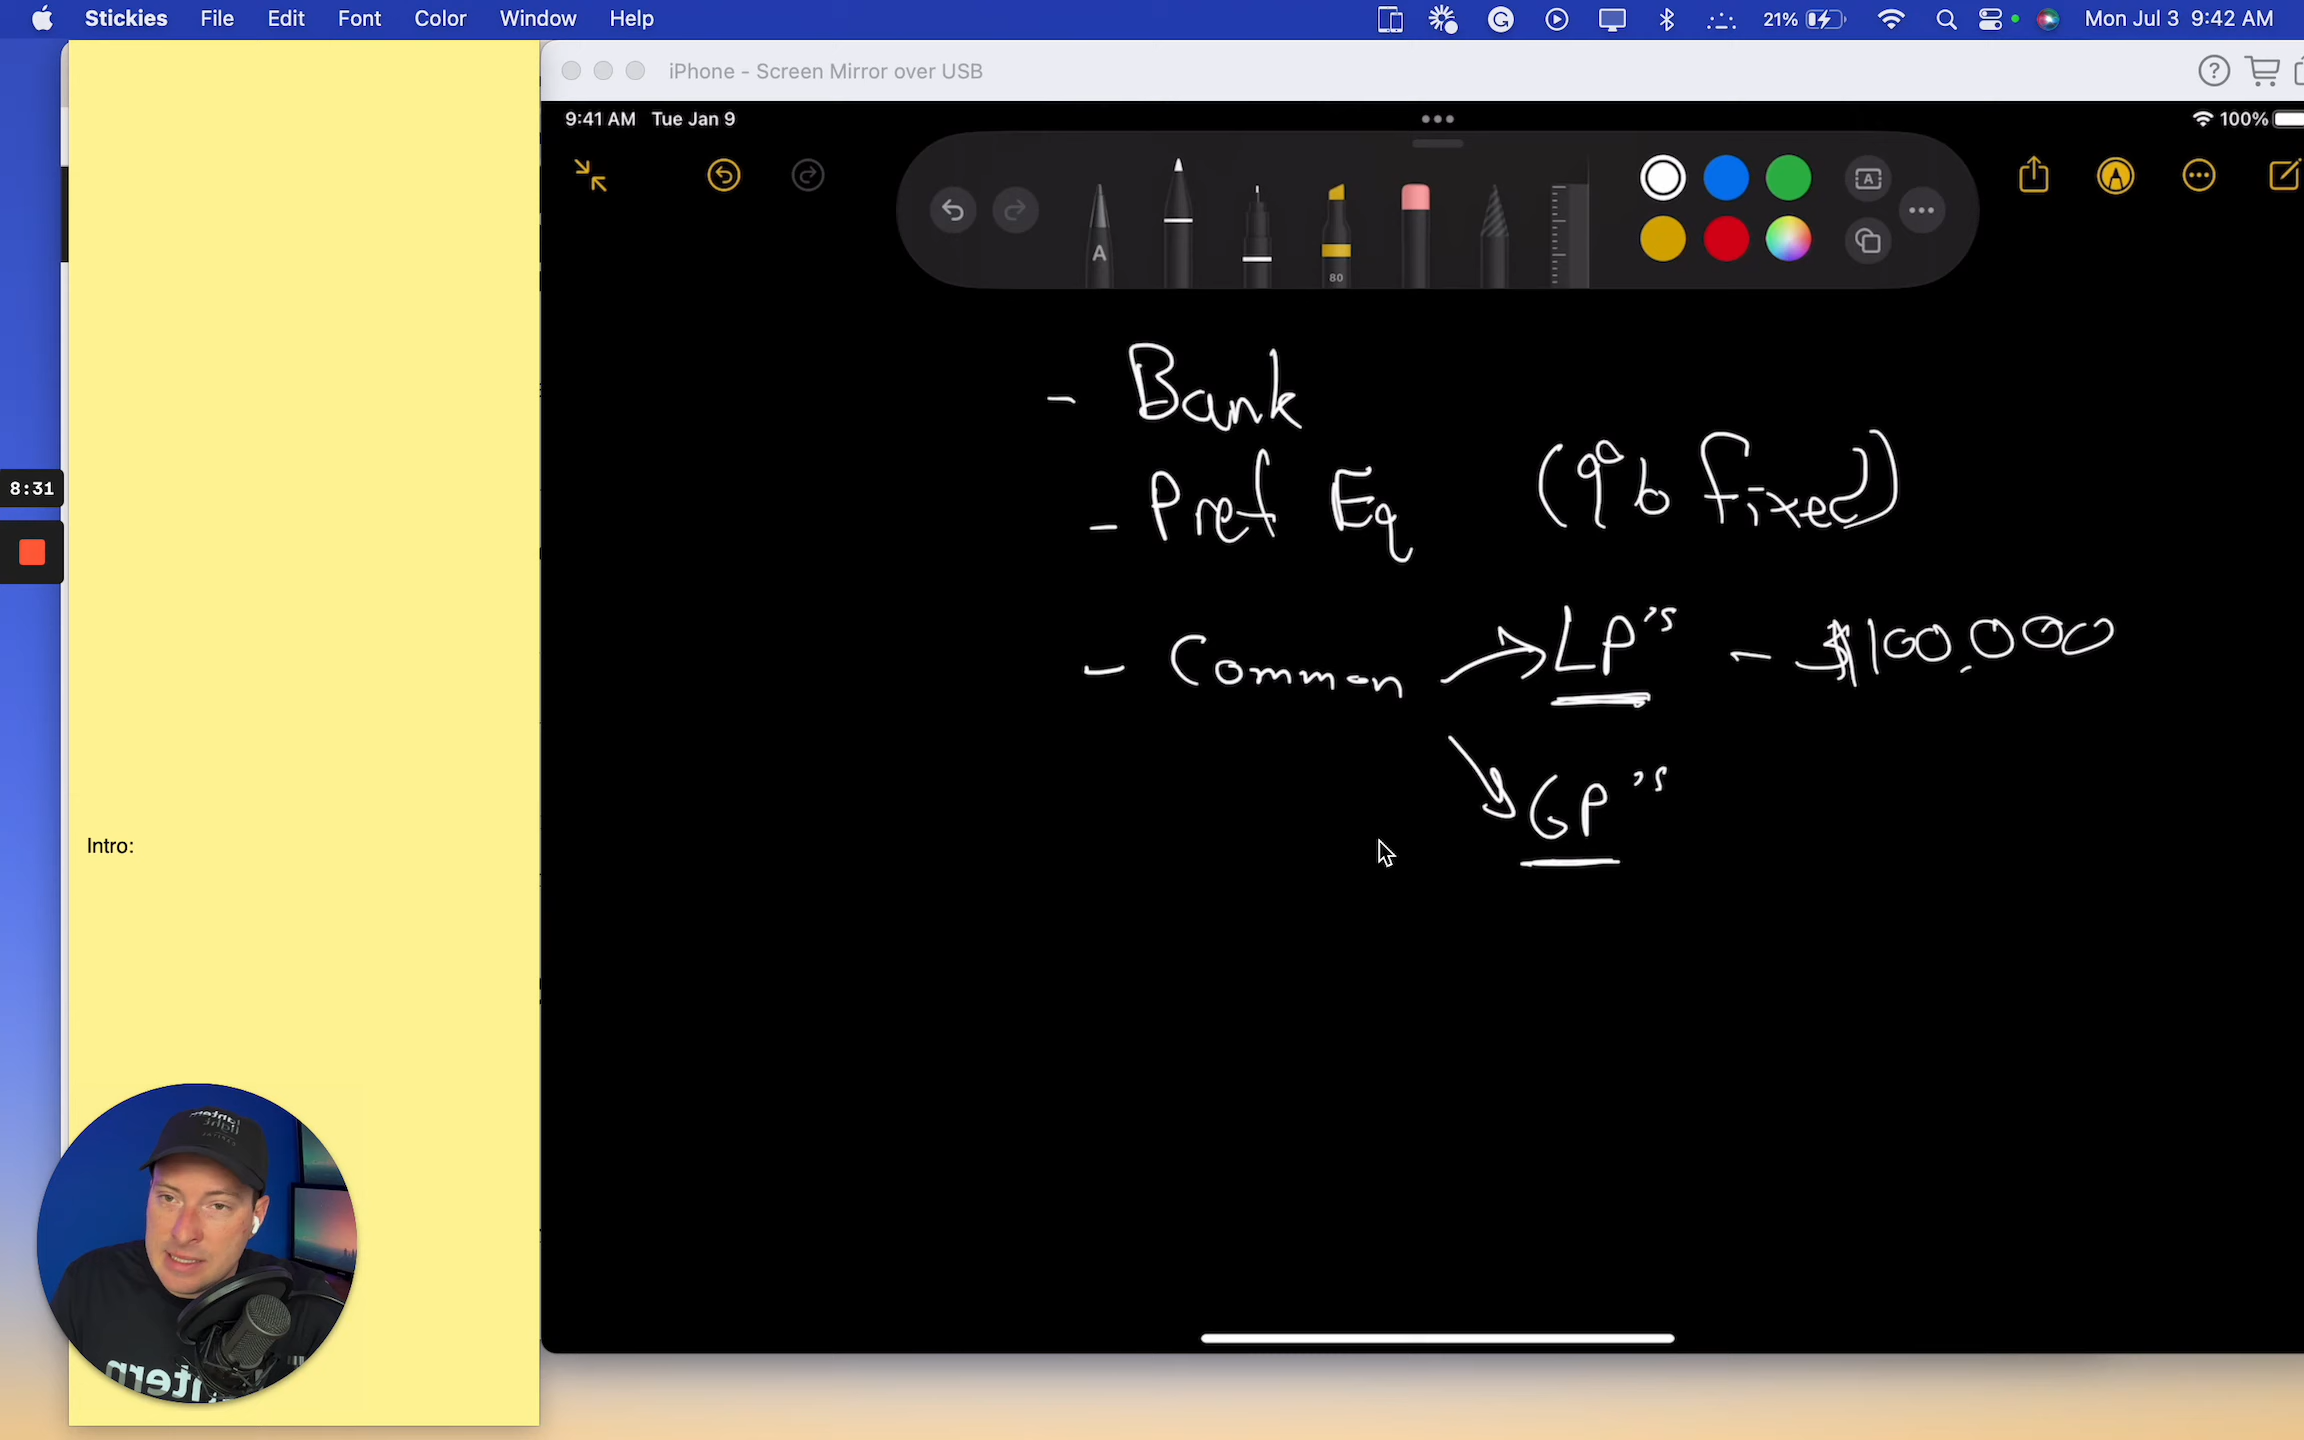 Stickies File Edit Font Color Window Help 21% Mon Jul 3 9:42 AM
iPhone - Screen Mirror over USB
9:41 AM Tue Jan 9 100%
A 80 A
- Bank
- Pref Eq (9% fixed)
8:31
- Common LP's - $100,000
GP's
Intro: